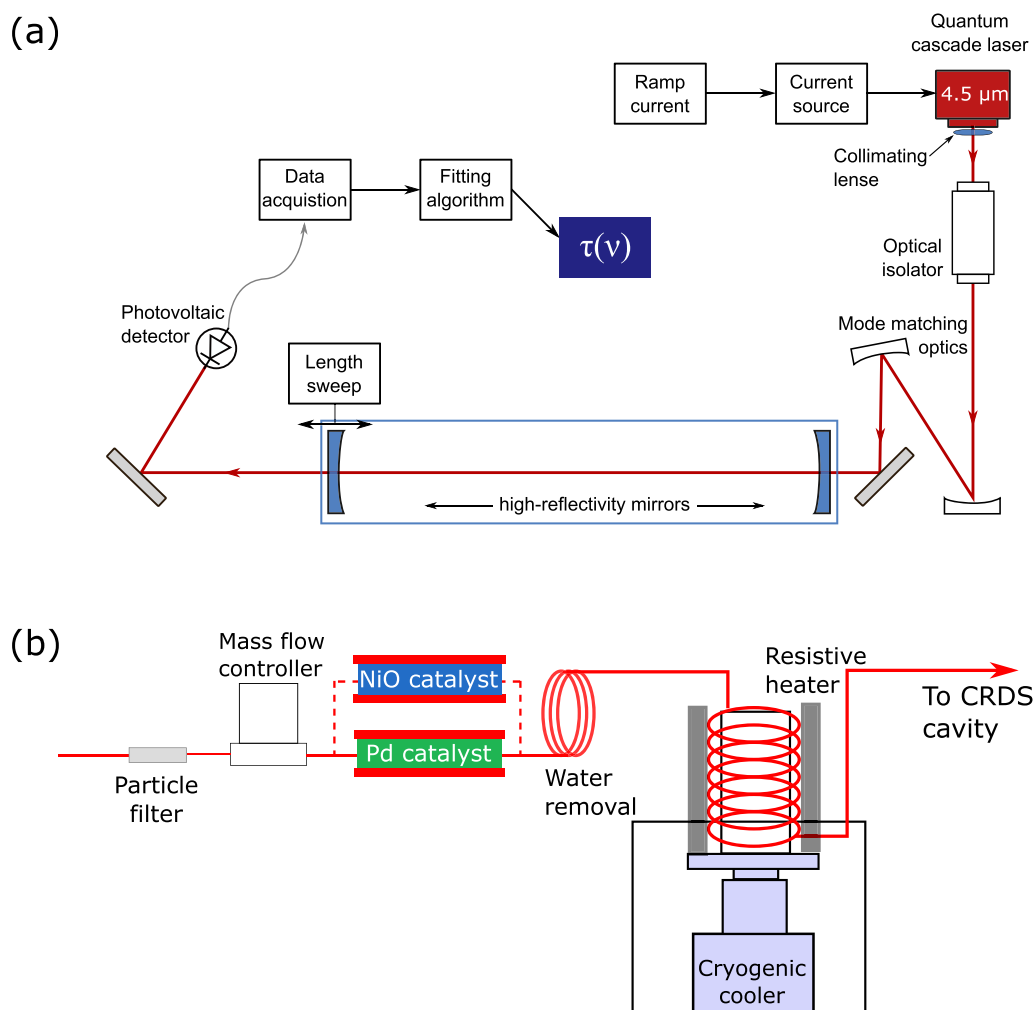 (a)
Quantum
cascade laser
4.5 μm
Ramp
current
Current
source
Collimating
lense
Data
acquistion
Fitting
algorithm
τ(ν)
Optical
isolator
Photovoltaic
detector
Mode matching
optics
Length
sweep
high-reflectivity mirrors
(b)
Mass flow
controller
NiO catalyst
Pd catalyst
Particle
filter
Water
removal
Resistive
heater
To CRDS
cavity
Cryogenic
cooler